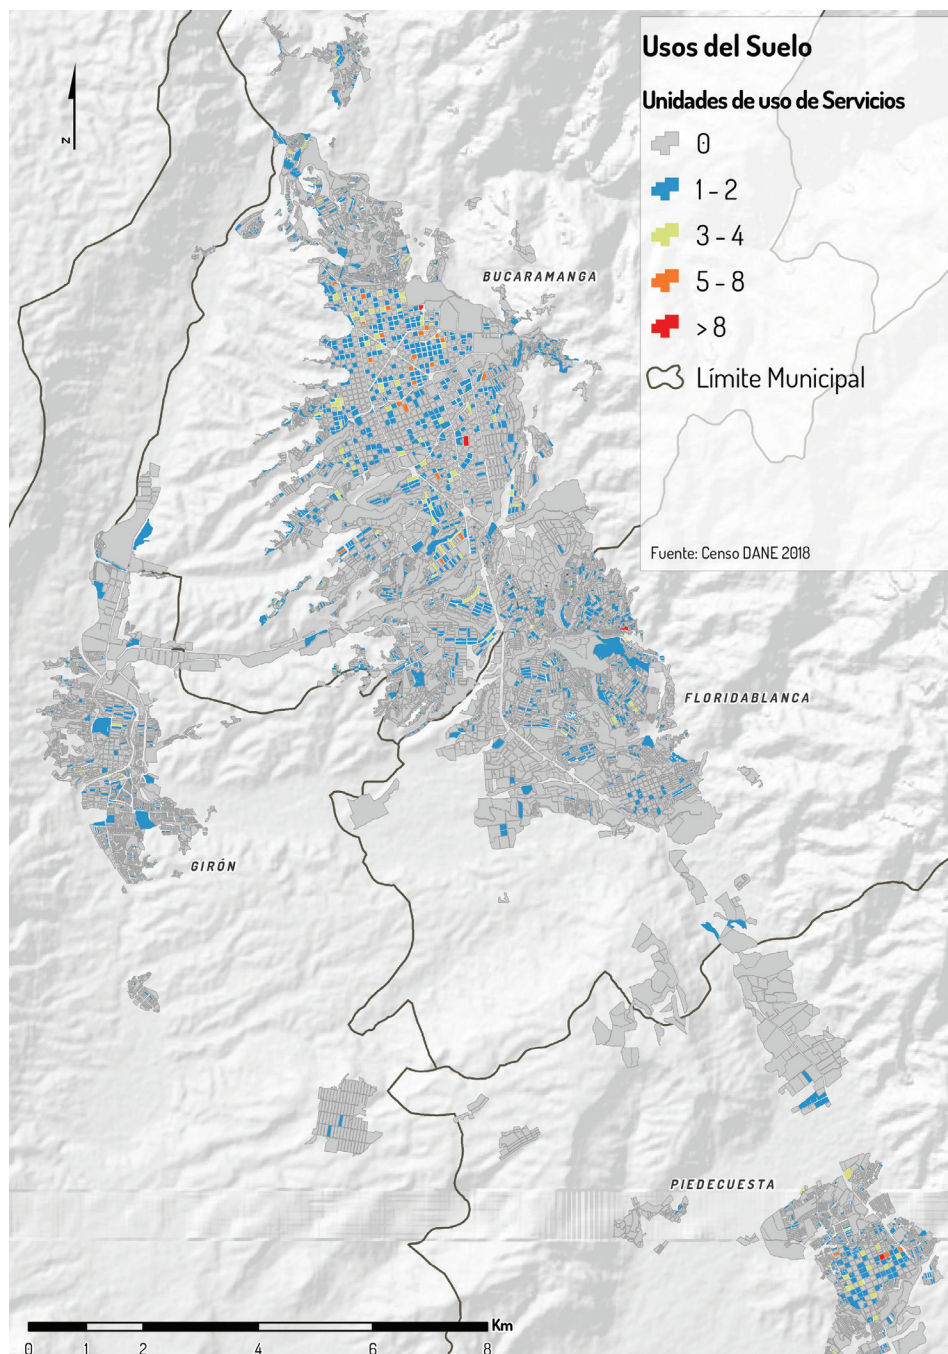 Usos del Suelo
Unidades de uso de Servicios
0
1 - 2
3 - 4
5 - 8
> 8
Límite Municipal
Fuente: Censo DANE 2018
N
BUCARAMANGA
FLORIDABLANCA
GIRÓN
PIEDECUESTA
Km
0 1 2 4 6 8